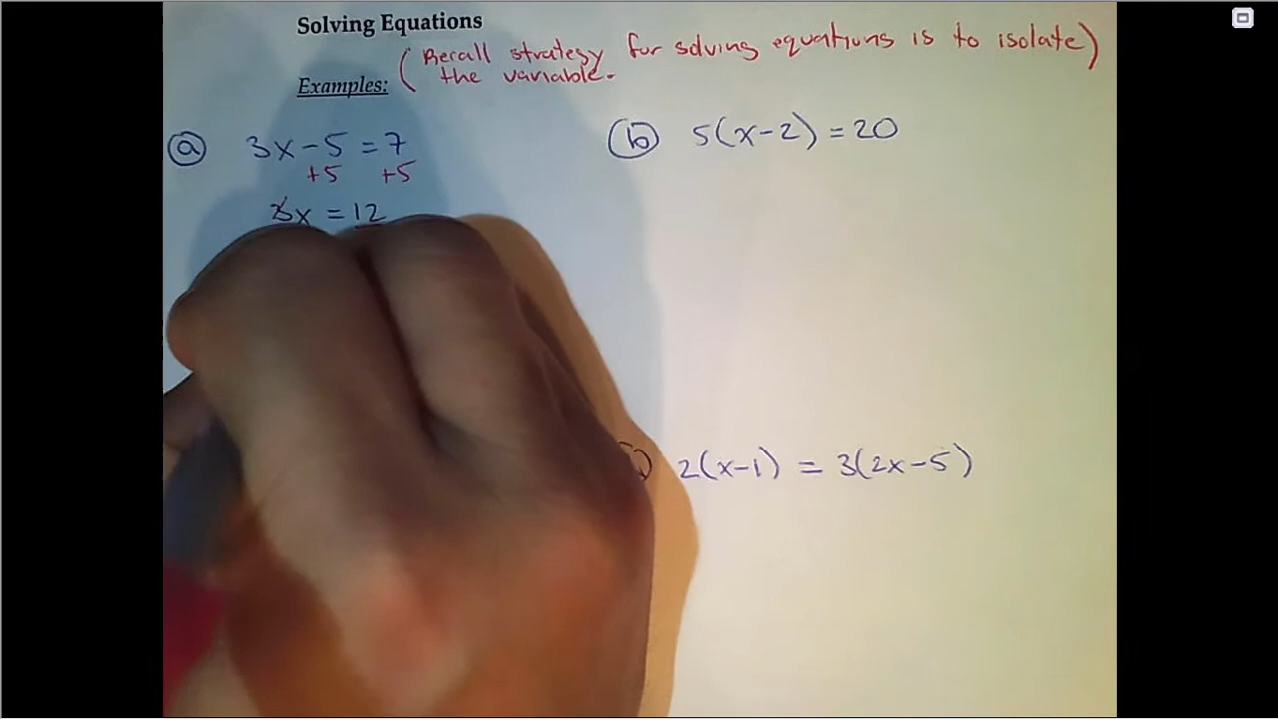 Solving Equations
(Recall strategy for solving equations is to isolate)
the variable.
Examples:
a 3x - 5 = 7
+5 +5
3x = 12
b 5(x-2) = 20
2(x-1) = 3(2x-5)